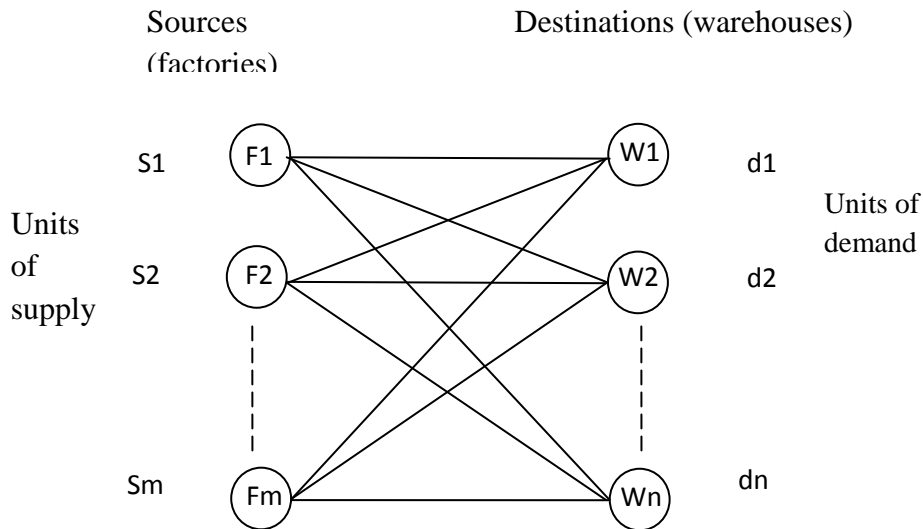 Sources
(factories)
Destinations (warehouses)
S1
F1
W1
d1
Units
of
supply
Units of
demand
S2
F2
W2
d2
Sm
Fm
Wn
dn